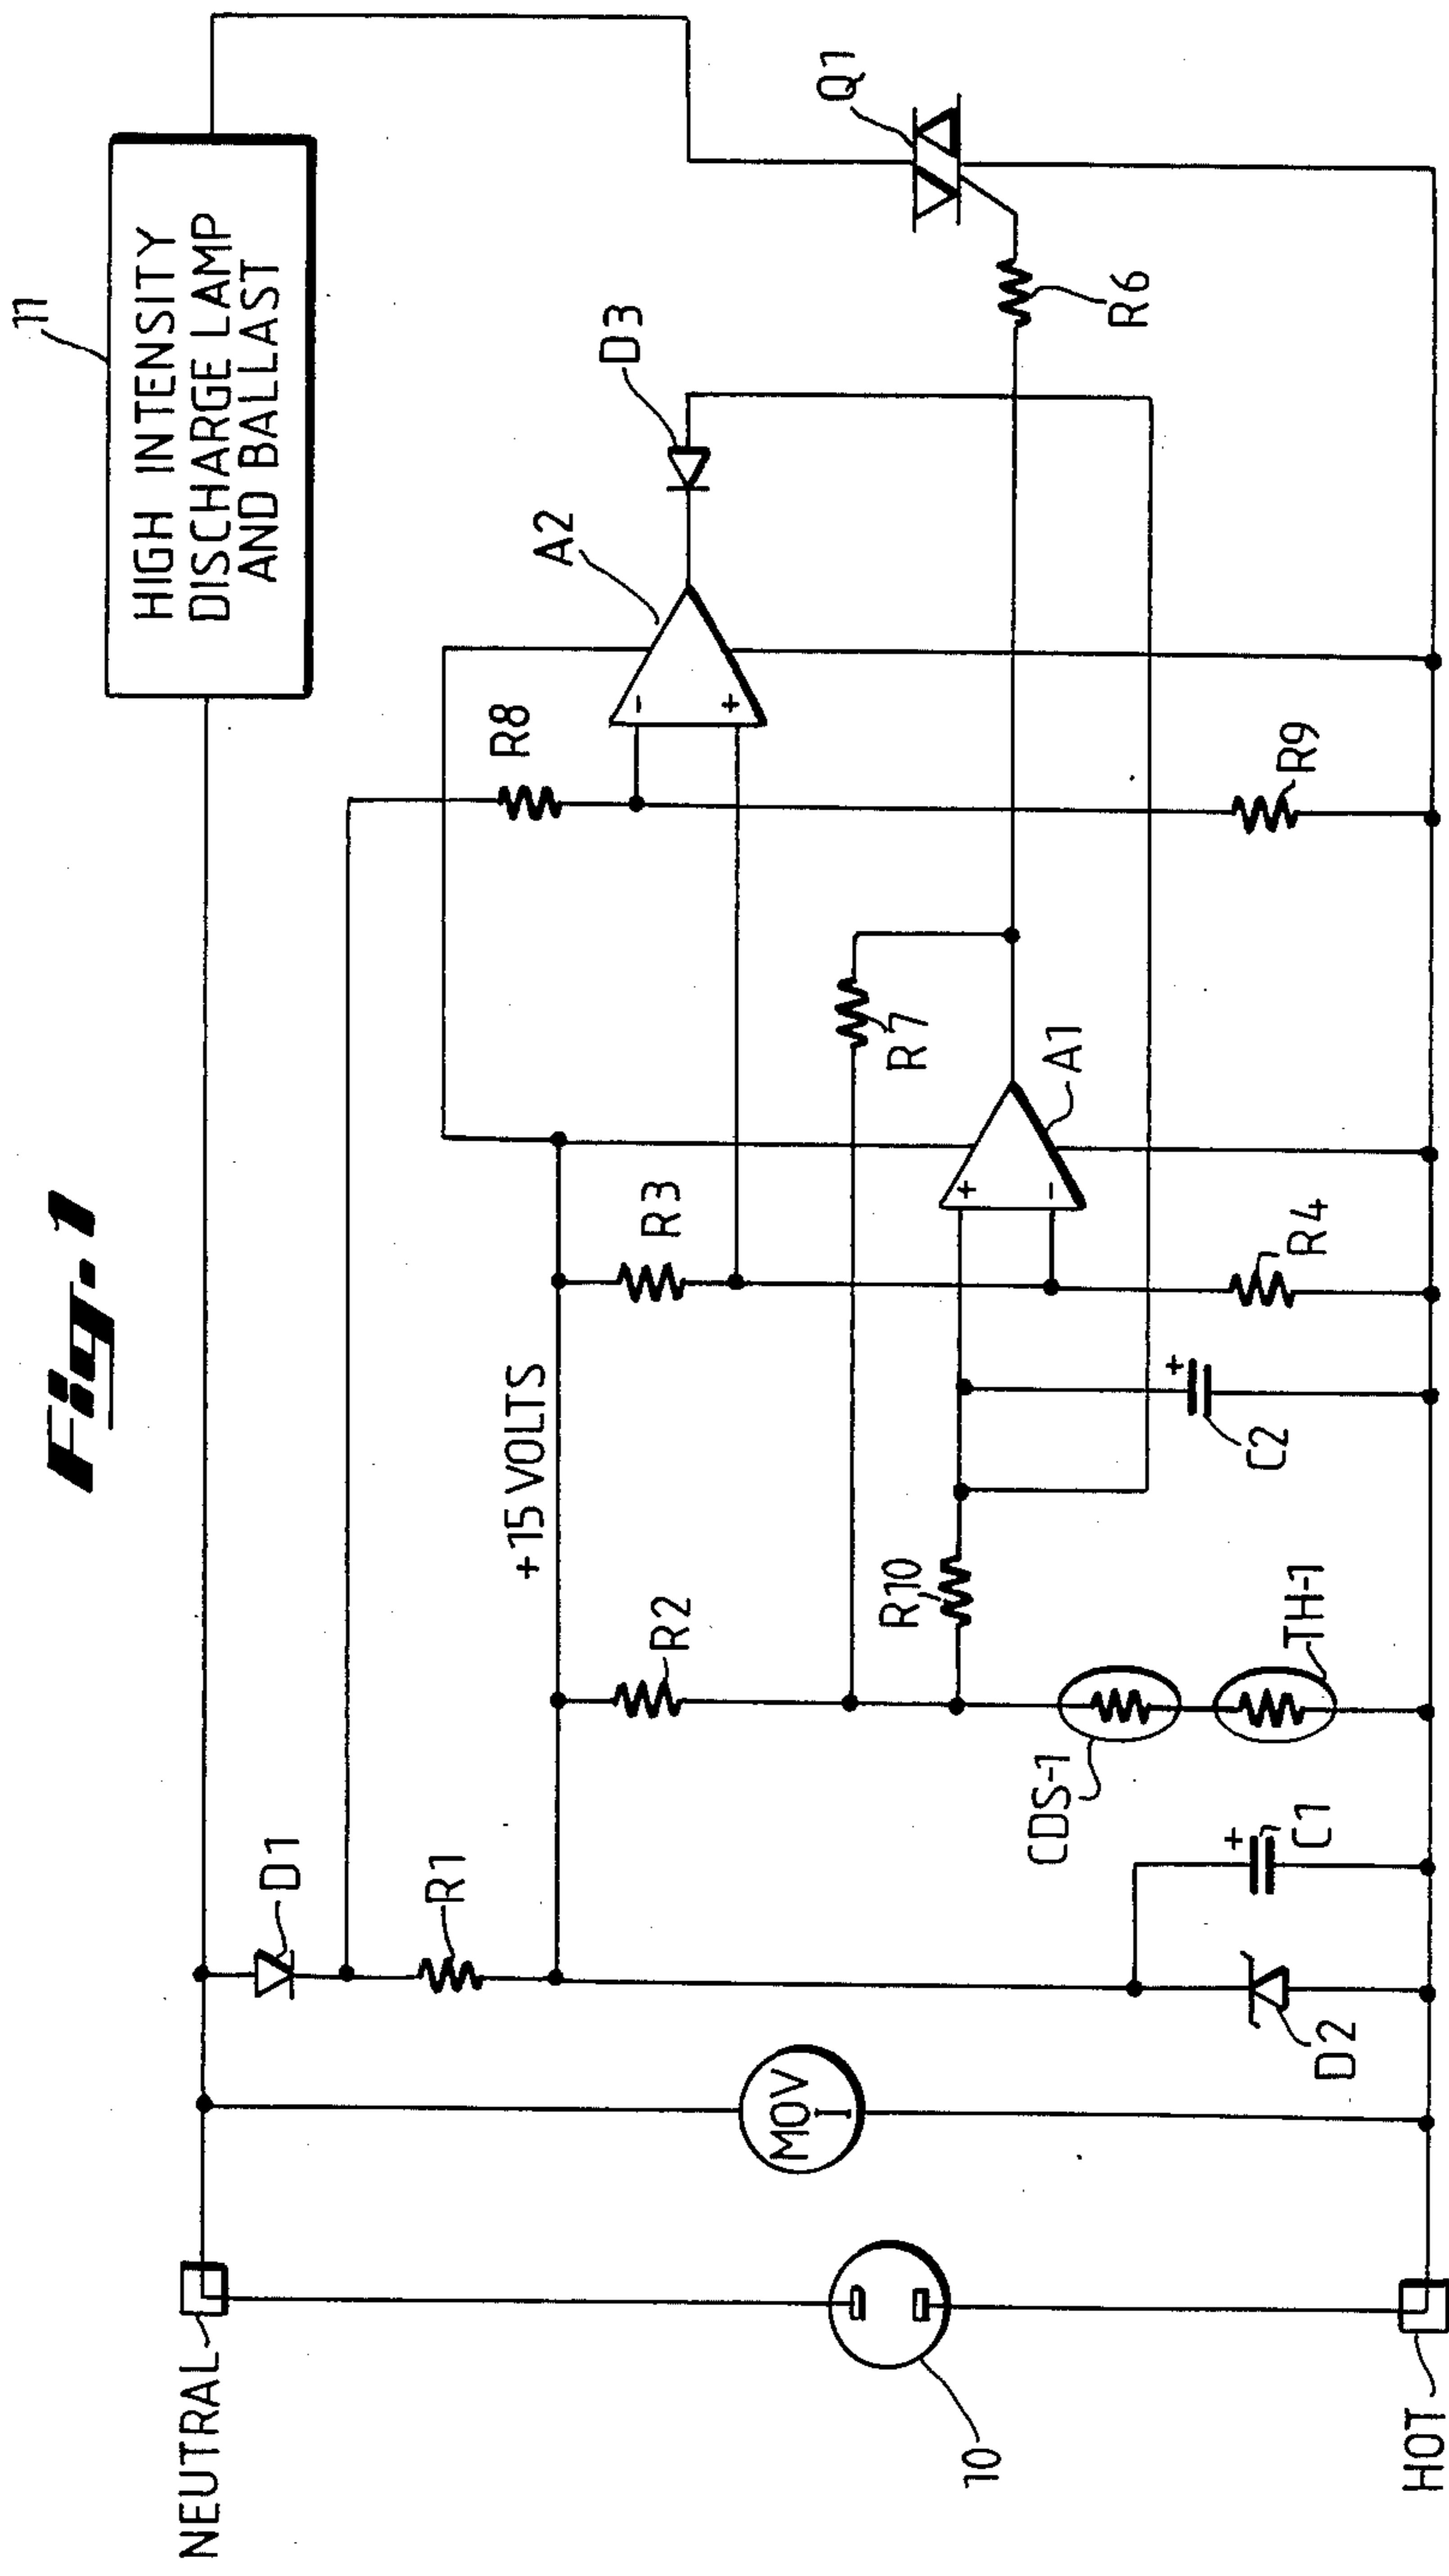 Fig. 1
NEUTRAL
HOT
10
MOV
1
D1
R1
D2
C1
+
+15 VOLTS
R2
CDS-1
TH-1
R10
C2
+
R3
R4
A1
+
-
R7
R8
R9
A2
-
+
D3
R6
Q1
11
HIGH INTENSITY
DISCHARGE LAMP
AND BALLAST